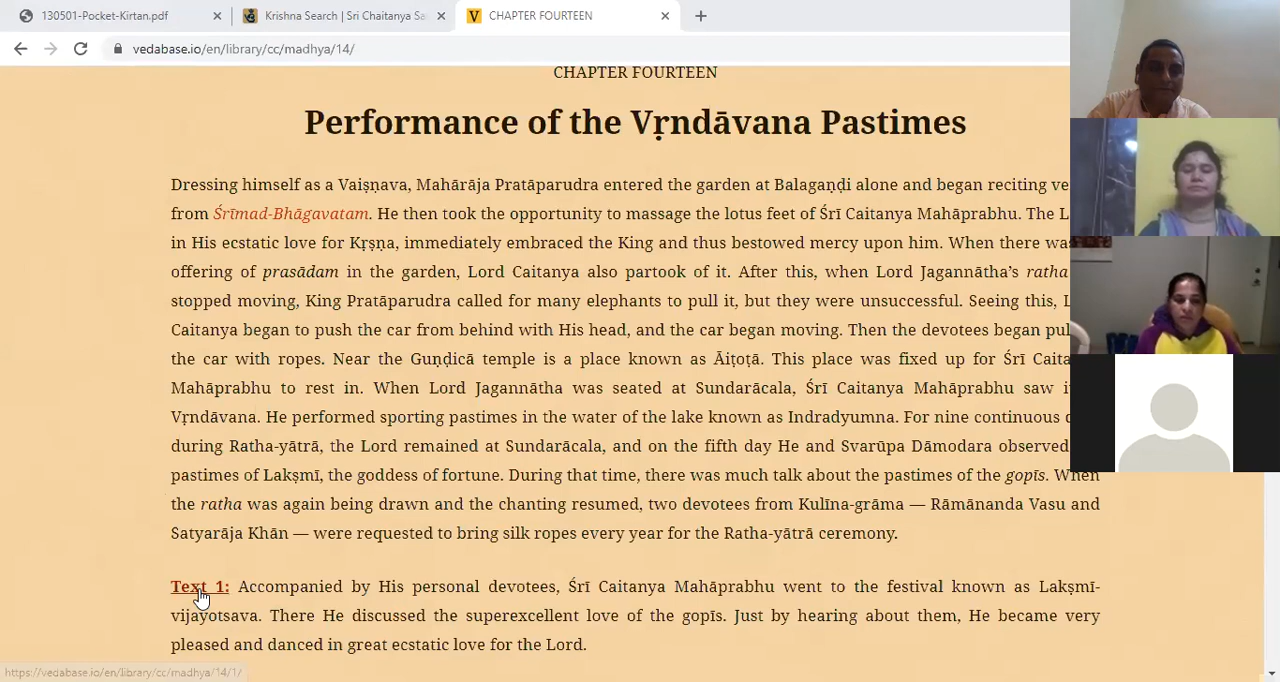 130501-Pocket-Kirtan.pdf
Krishna Search | Sri Chaitanya Sa
CHAPTER FOURTEEN
vedabase.io/en/library/cc/madhya/14/
CHAPTER FOURTEEN
Performance of the Vṛndāvana Pastimes
Dressing himself as a Vaiṣṇava, Mahārāja Pratāparudra entered the garden at Balagaṇḍi alone and began reciting ve
from Śrīmad-Bhāgavatam. He then took the opportunity to massage the lotus feet of Śrī Caitanya Mahāprabhu. The L
in His ecstatic love for Kṛṣṇa, immediately embraced the King and thus bestowed mercy upon him. When there wa
offering of prasādam in the garden, Lord Caitanya also partook of it. After this, when Lord Jagannātha’s ratha
stopped moving, King Pratāparudra called for many elephants to pull it, but they were unsuccessful. Seeing this, L
Caitanya began to push the car from behind with His head, and the car began moving. Then the devotees began pul
the car with ropes. Near the Guṇḍicā temple is a place known as Āiṭoṭā. This place was fixed up for Śrī Caita
Mahāprabhu to rest in. When Lord Jagannātha was seated at Sundarācala, Śrī Caitanya Mahāprabhu saw i
Vṛndāvana. He performed sporting pastimes in the water of the lake known as Indradyumna. For nine continuous d
during Ratha-yātrā, the Lord remained at Sundarācala, and on the fifth day He and Svarūpa Dāmodara observed
pastimes of Lakṣmī, the goddess of fortune. During that time, there was much talk about the pastimes of the gopīs. When
the ratha was again being drawn and the chanting resumed, two devotees from Kulīna-grāma — Rāmānanda Vasu and
Satyarāja Khān — were requested to bring silk ropes every year for the Ratha-yātrā ceremony.
Text 1: Accompanied by His personal devotees, Śrī Caitanya Mahāprabhu went to the festival known as Lakṣmī-
vijayotsava. There He discussed the superexcellent love of the gopīs. Just by hearing about them, He became very
pleased and danced in great ecstatic love for the Lord.
https://vedabase.io/en/library/cc/madhya/14/1/